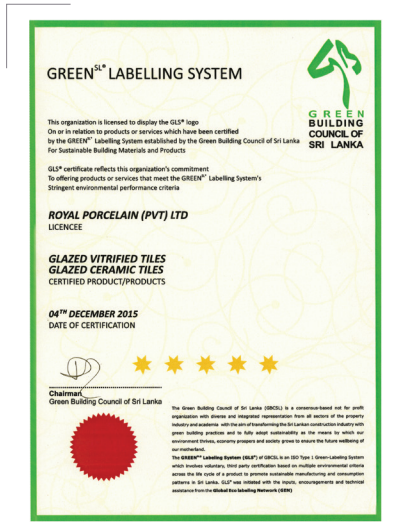 GREENSL® LABELLING SYSTEM
GREEN
BUILDING
COUNCIL OF
SRI LANKA
This organization is licensed to display the GLS® logo
On or in relation to products or services which have been certified
by the GREENSL® Labelling System established by the Green Building Council of Sri Lanka
For Sustainable Building Materials and Products
GLS® certificate reflects this organization's commitment
To offering products or services that meet the GREENSL® Labelling System's
Stringent environmental performance criteria
ROYAL PORCELAIN (PVT) LTD
LICENCEE
GLAZED VITRIFIED TILES
GLAZED CERAMIC TILES
CERTIFIED PRODUCT/PRODUCTS
04TH DECEMBER 2015
DATE OF CERTIFICATION
Chairman
Green Building Council of Sri Lanka
The Green Building Council of Sri Lanka (GBCSL) is a consensus-based not for profit
organization with diverse and integrated representation from all sectors of the property
industry and academia with the aim of transforming the Sri Lankan construction industry with
green building practices and to fully adopt sustainability as the means by which our
environment thrives, economy prospers and society grows to ensure the future wellbeing of
our motherland.
The GREENSL® Labeling System (GLS®) of GBCSL is an ISO Type 1 Green-Labeling System
which involves voluntary, third party certification based on multiple environmental criteria
across the life cycle of a product to promote sustainable manufacturing and consumption
patterns in Sri Lanka. GLS® was initiated with the inputs, encouragements and technical
assistance from the Global Ecolabeling Network (GEN)